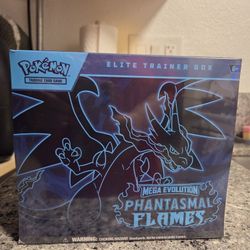 Pokémon
TRADING CARD GAME
ELITE TRAINER BOX
MEGA EVOLUTION
PHANTASMAL
FLAMES